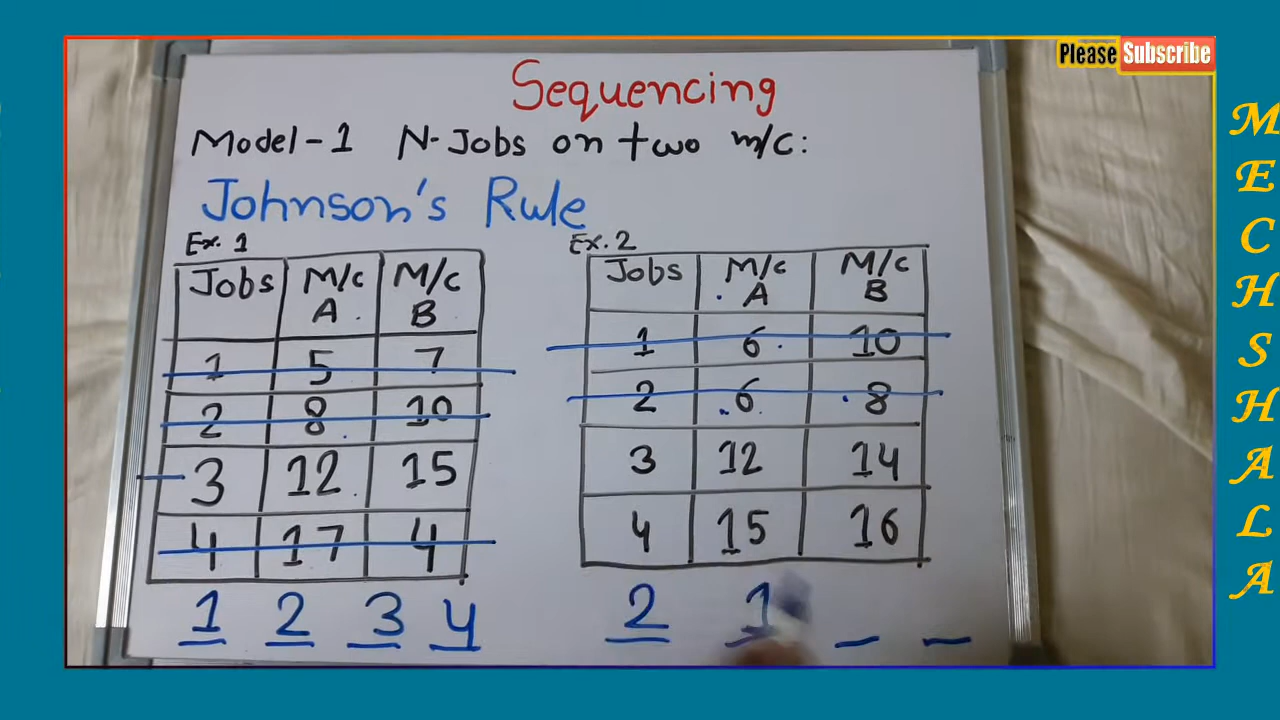 Please Subscribe
Sequencing
Model-1 N-Jobs on two m/c:
Johnson's Rule
Ex. 1
Jobs M/c A M/c B
1 5 7
2 8 10
3 12 15
4 17 4
1 2 3 4
Ex. 2
Jobs M/c A M/c B
1 6 10
2 6 8
3 12 14
4 15 16
2 1
MECHSHALA